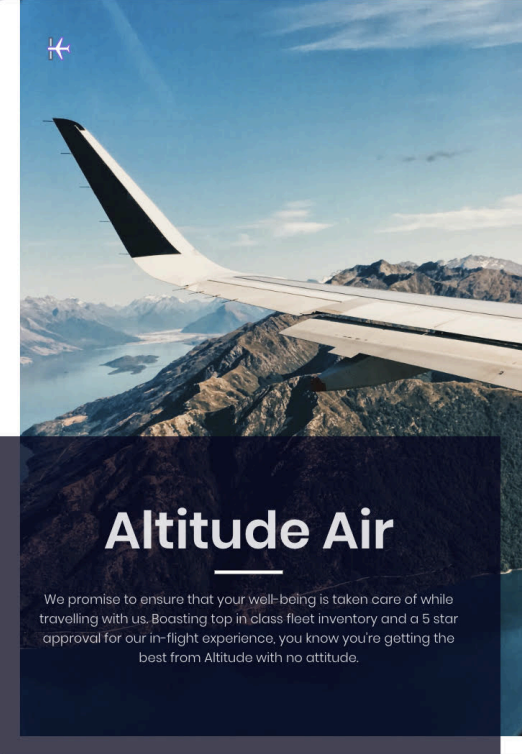 Altitude Air
We promise to ensure that your well-being is taken care of while
travelling with us. Boasting top in class fleet inventory and a 5 star
approval for our in-flight experience, you know you're getting the
best from Altitude with no attitude.